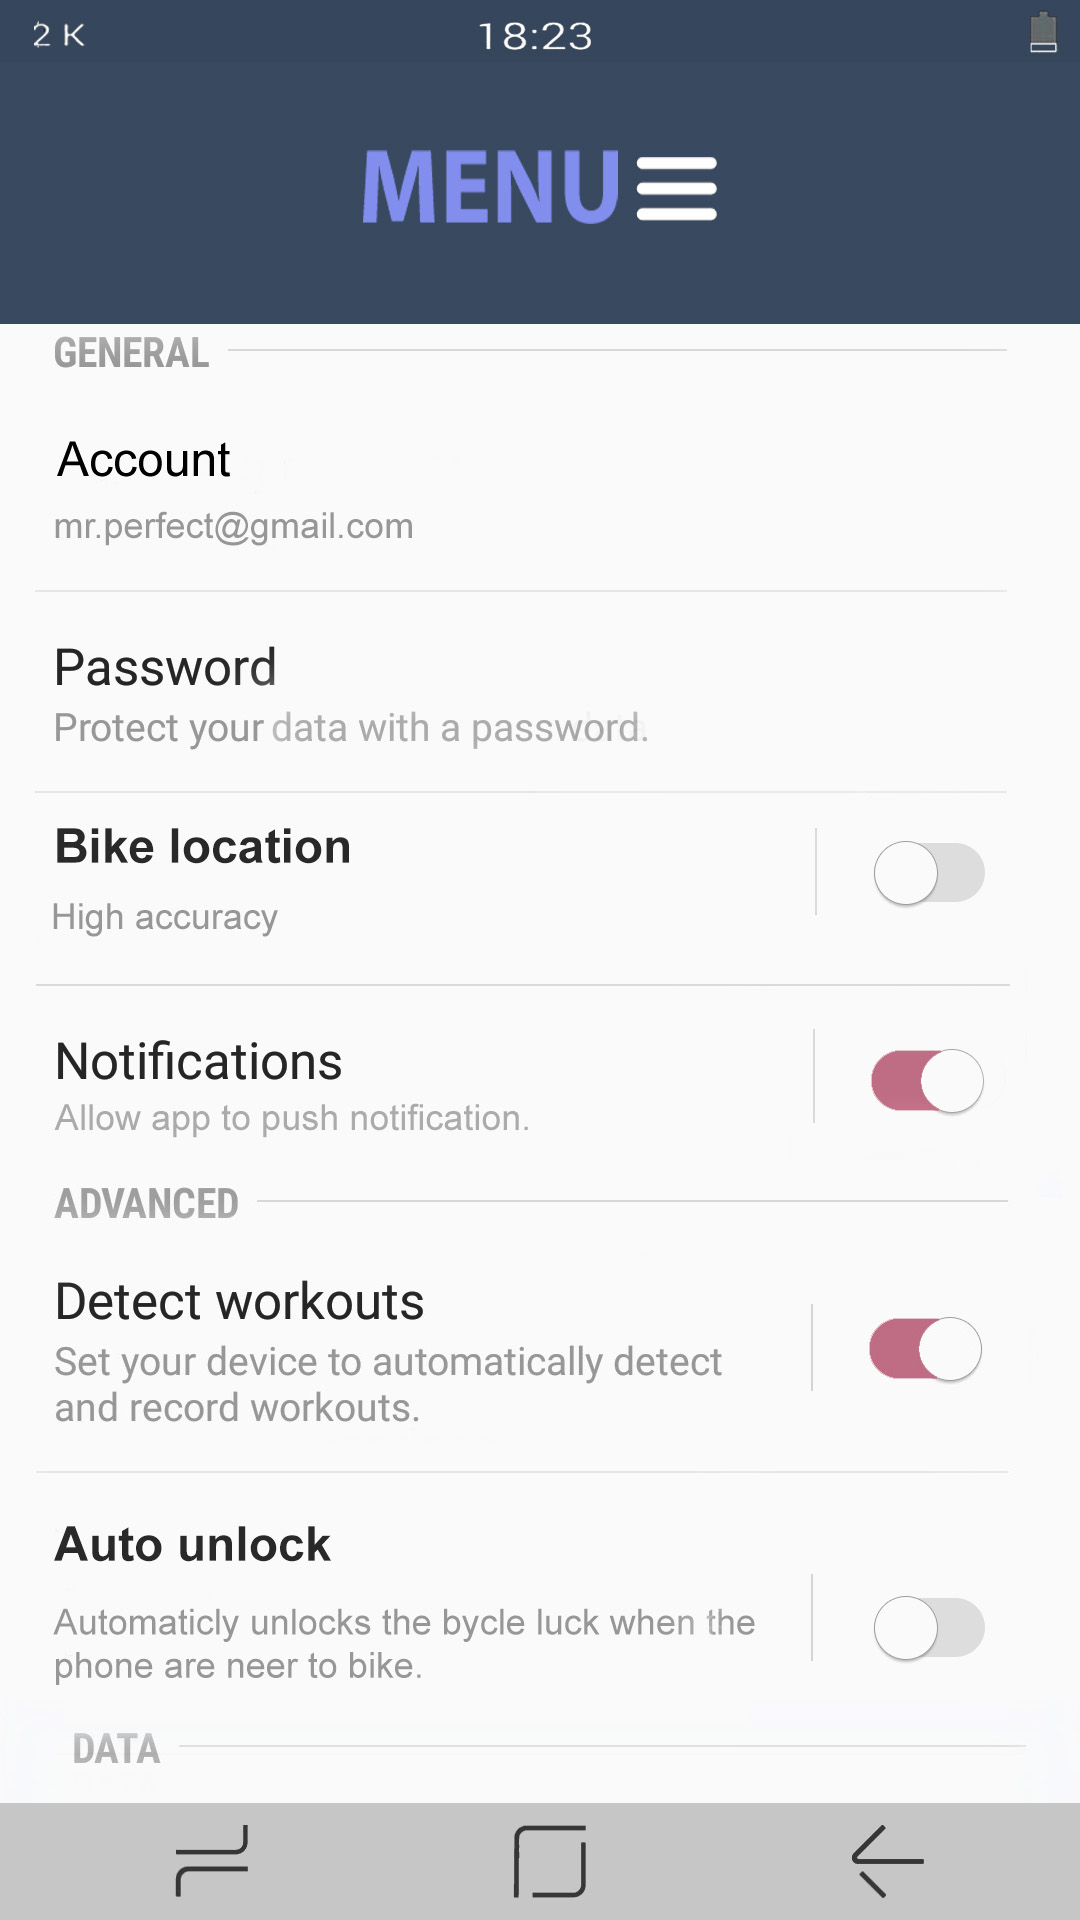 2 K
18:23
MENU
GENERAL
Account
mr.perfect@gmail.com
Password
Protect your data with a password.
Bike location
High accuracy
Notifications
Allow app to push notification.
ADVANCED
Detect workouts
Set your device to automatically detect
and record workouts.
Auto unlock
Automaticly unlocks the bycle luck when the
phone are neer to bike.
DATA